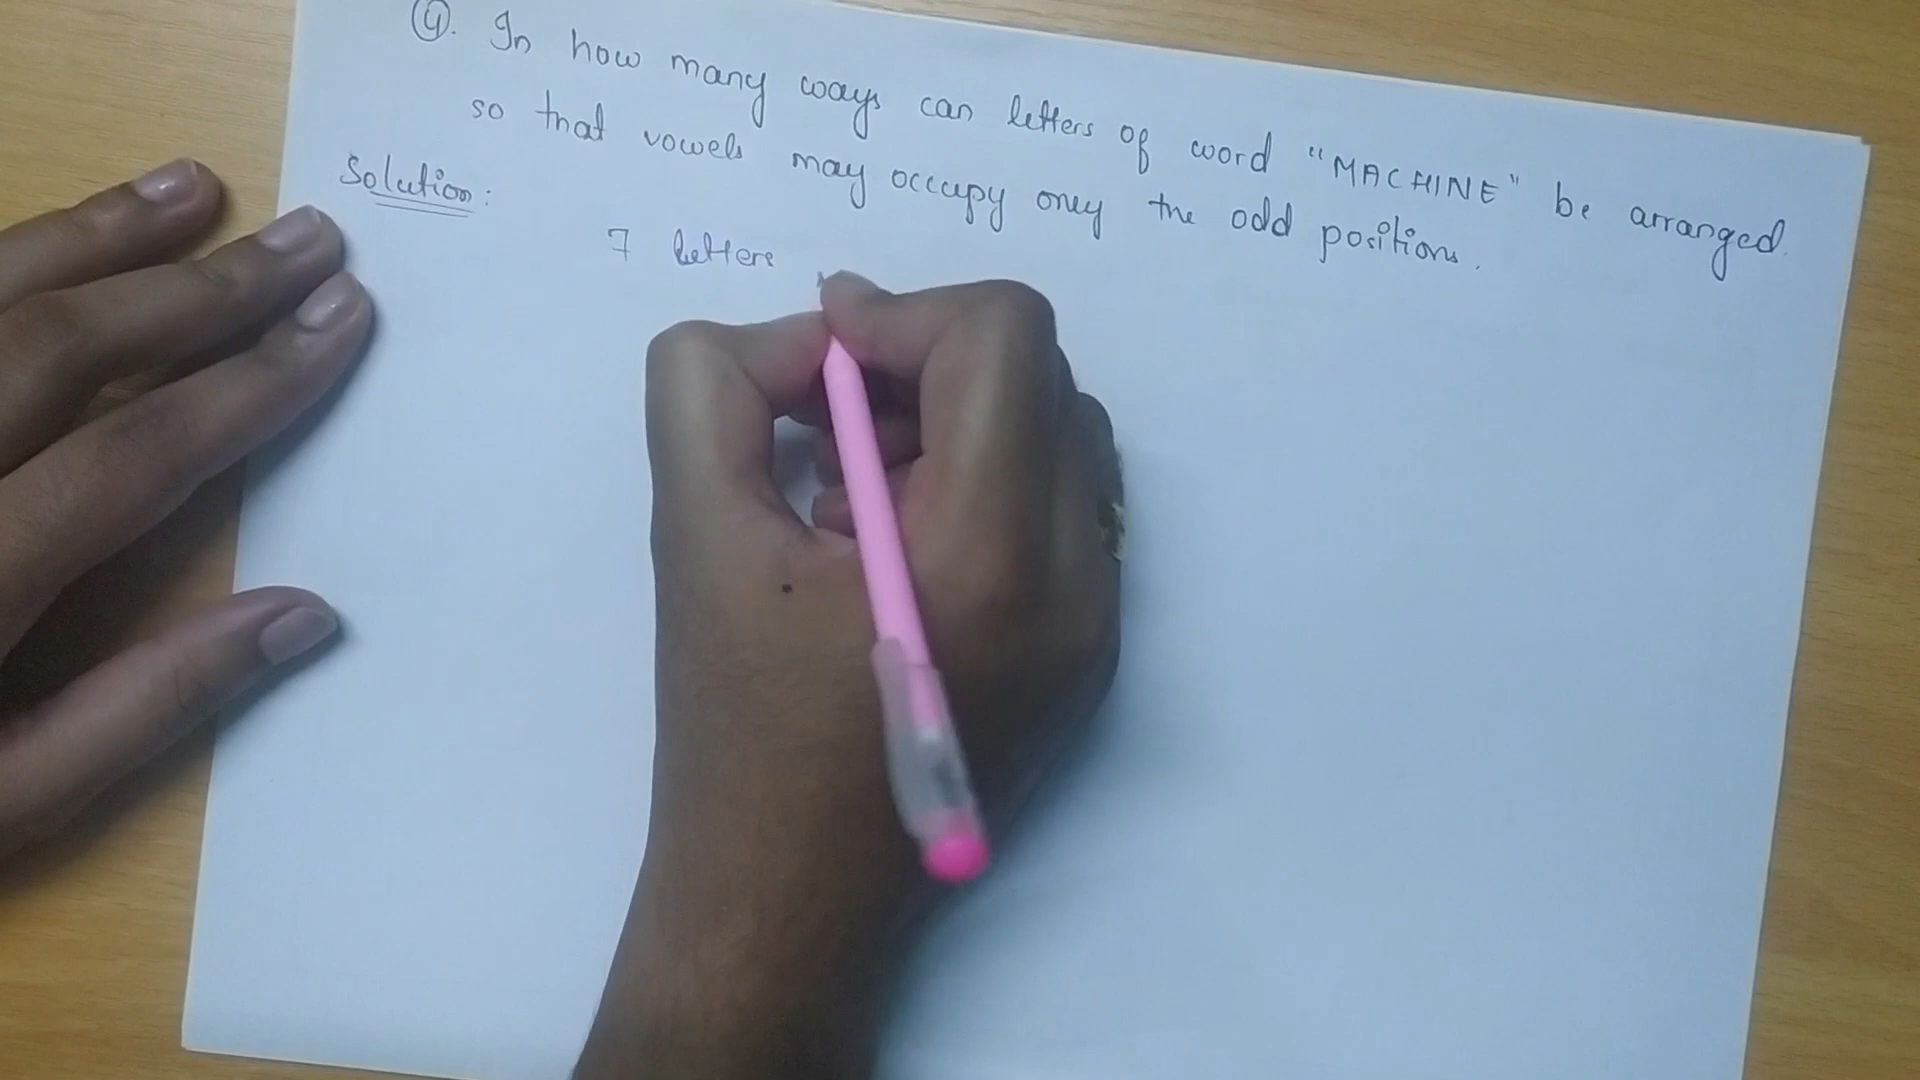 ④. In how many ways can letters of word "MACHINE" be arranged.
so that vowels may occupy only the odd positions.
Solution:
7 letters